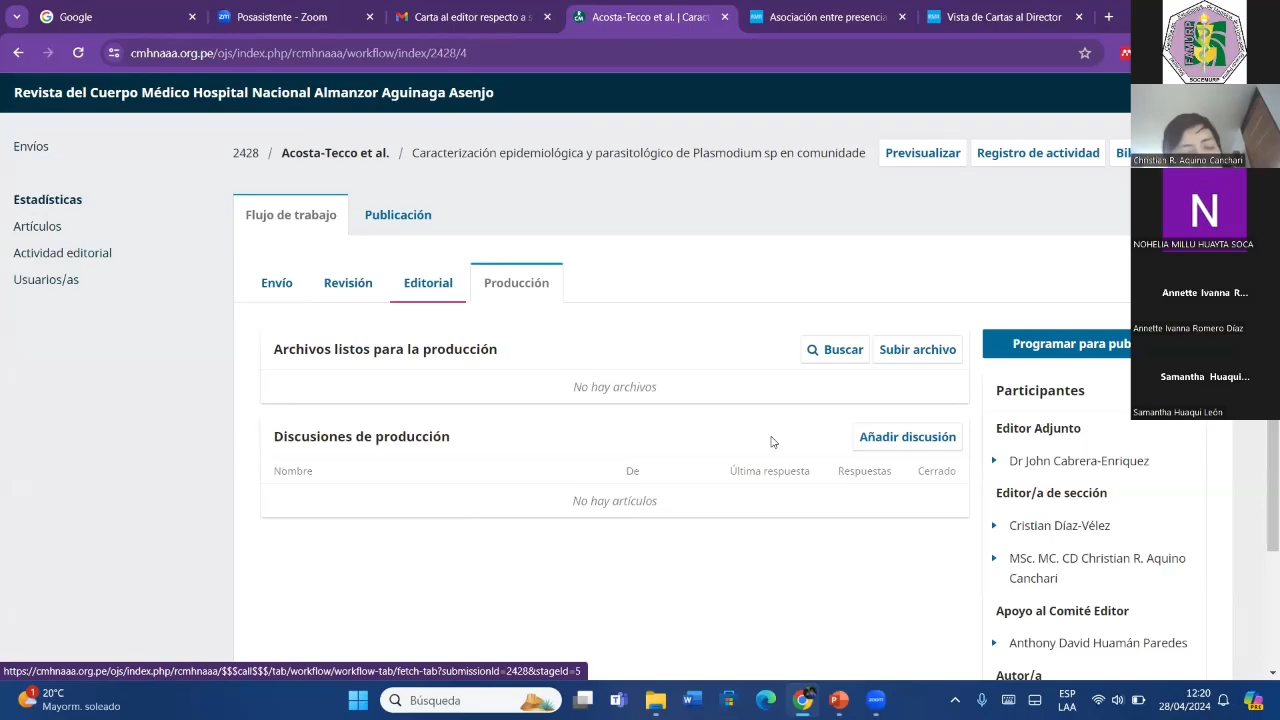 Google
Posasistente - Zoom
Carta al editor respecto a s
Acosta-Tecco et al. | Carac
Asociación entre presencia
Vista de Cartas al Director
cmhnaaa.org.pe/ojs/index.php/rcmhnaaa/workflow/index/2428/4
Revista del Cuerpo Médico Hospital Nacional Almanzor Aguinaga Asenjo
Envíos
Estadísticas
Artículos
Actividad editorial
Usuarios/as
2428 / Acosta-Tecco et al. / Caracterización epidemiológica y parasitológico de Plasmodium sp en comunidade
Previsualizar
Registro de actividad
Bib
Flujo de trabajo
Publicación
Envío
Revisión
Editorial
Producción
Archivos listos para la producción
Buscar
Subir archivo
No hay archivos
Discusiones de producción
Añadir discusión
Nombre De Última respuesta Respuestas Cerrado
No hay artículos
Programar para pub
Participantes
Editor Adjunto
Dr John Cabrera-Enriquez
Editor/a de sección
Cristian Díaz-Vélez
MSc. MC. CD Christian R. Aquino
Canchari
Apoyo al Comité Editor
Anthony David Huamán Paredes
Autor/a
FAMURP
SOCEMURP
Christian R. Aquino Canchari
N
NOHELIA MILLU HUAYTA SOCA
Annette Ivanna R...
Annette Ivanna Romero Díaz
Samantha Huaqui...
Samantha Huaqui León
https://cmhnaaa.org.pe/ojs/index.php/rcmhnaaa/$$$call$$$/tab/workflow/workflow-tab/fetch-tab?submissionId=2428&stageId=5
1
20°C
Mayorm. soleado
Búsqueda
ESP
LAA
12:20
28/04/2024